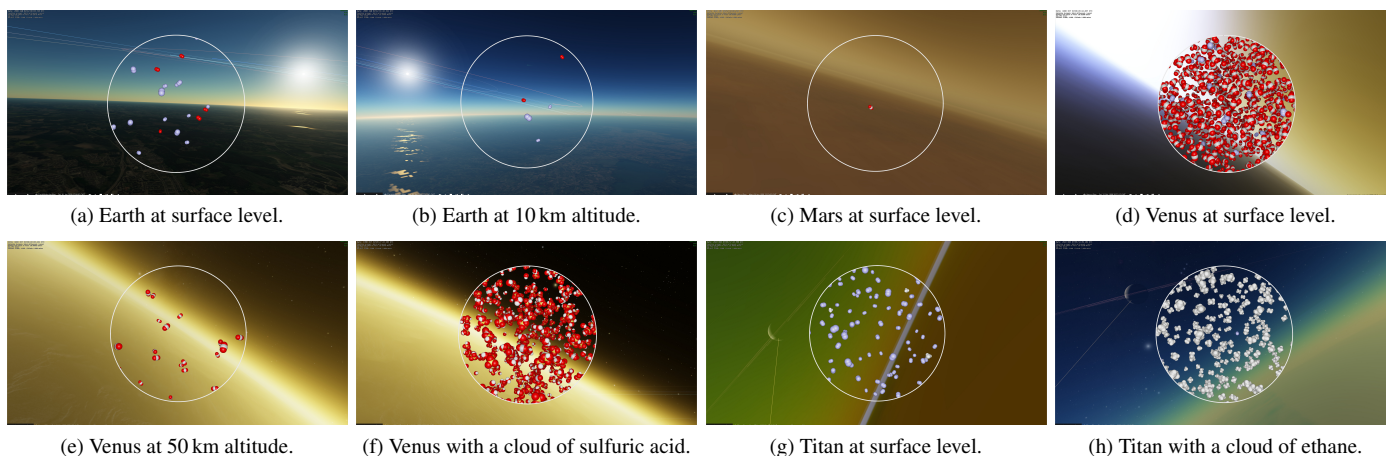 (a) Earth at surface level.
(b) Earth at 10 km altitude.
(c) Mars at surface level.
(d) Venus at surface level.
(e) Venus at 50 km altitude.
(f) Venus with a cloud of sulfuric acid.
(g) Titan at surface level.
(h) Titan with a cloud of ethane.